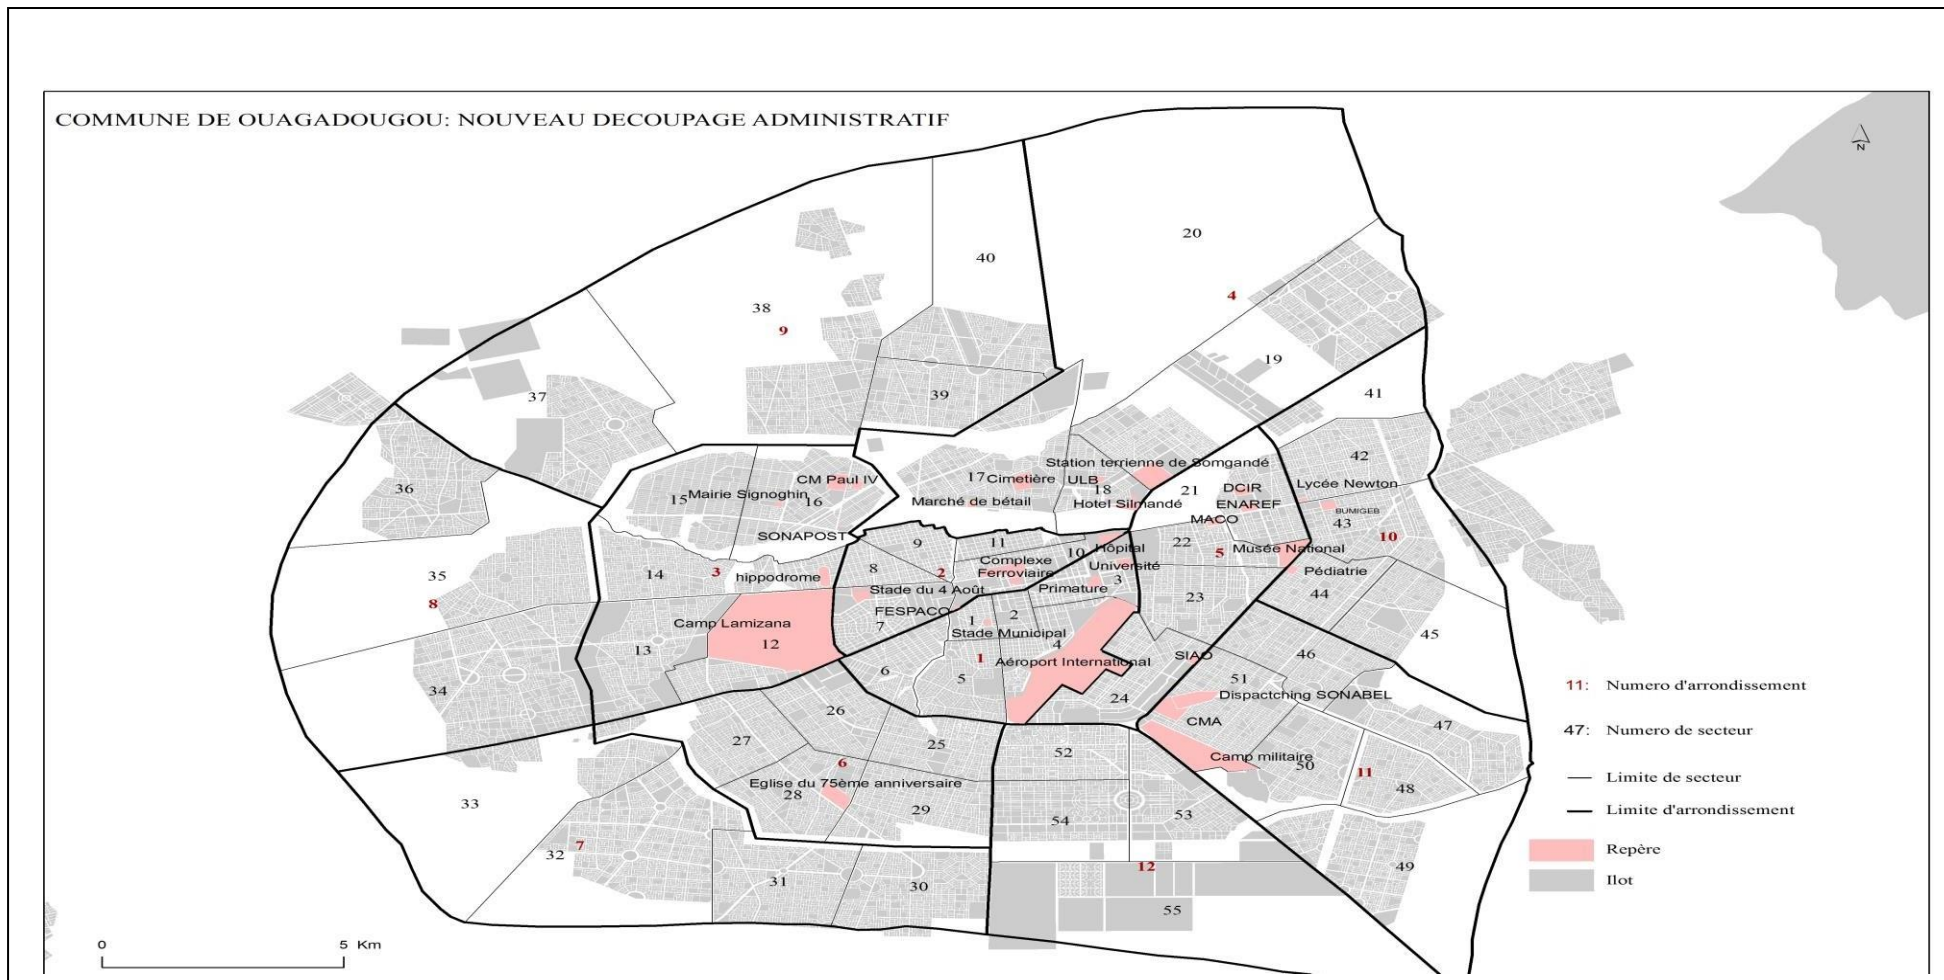 COMMUNE DE OUAGADOUGOU: NOUVEAU DECOUPAGE ADMINISTRATIF
N
20
40
4
38
9
19
39
37
41
42
36
Station terrienne de Somgandé
CM Paul IV
17
Cimetière
ULB
18
21
DCIR
Lycée Newton
15
Mairie Signoghin
16
Marché de bétail
Hotel Silmandé
ENAREF
BUMIGEB
MACO
43
10
SONAPOST
9
11
10
Hôpital
22
5
Musée National
35
14
3
hippodrome
8
2
Complexe
Ferroviaire
Université
3
Pédiatrie
8
Stade du 4 Août
Primature
23
44
FESPACO
7
1
2
Camp Lamizana
12
13
Stade Municipal
4
45
46
1
Aéroport International
SIAO
6
5
51
34
24
Dispactching SONABEL
11: Numero d'arrondissement
26
CMA
47
47: Numero de secteur
27
25
52
6
Camp militaire
50
11
Limite de secteur
Eglise du 75ème anniversaire
28
48
33
29
54
53
Limite d'arrondissement
7
32
Repère
12
49
31
30
Ilot
55
0 5 Km